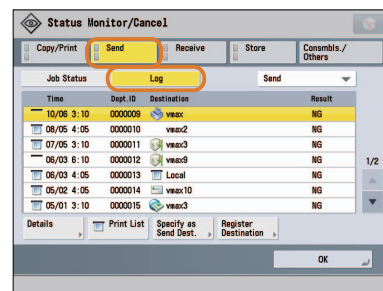 Status Monitor/Cancel
Copy/Print Send Receive Store Consmbls./
Others
Job Status Log Send
Time Dept.ID Destination Result
10/06 3:10 0000009 vmax NG
08/05 4:05 0000010 vmax2 NG
07/05 3:10 0000011 vmax3 NG
06/03 6:10 0000012 vmax9 NG
06/03 4:05 0000013 Local NG
05/02 4:05 0000014 vmax10 NG
05/01 3:10 0000015 vmax3 NG
1/2
Details Print List Specify as
Send Dest. Register
Destination
OK